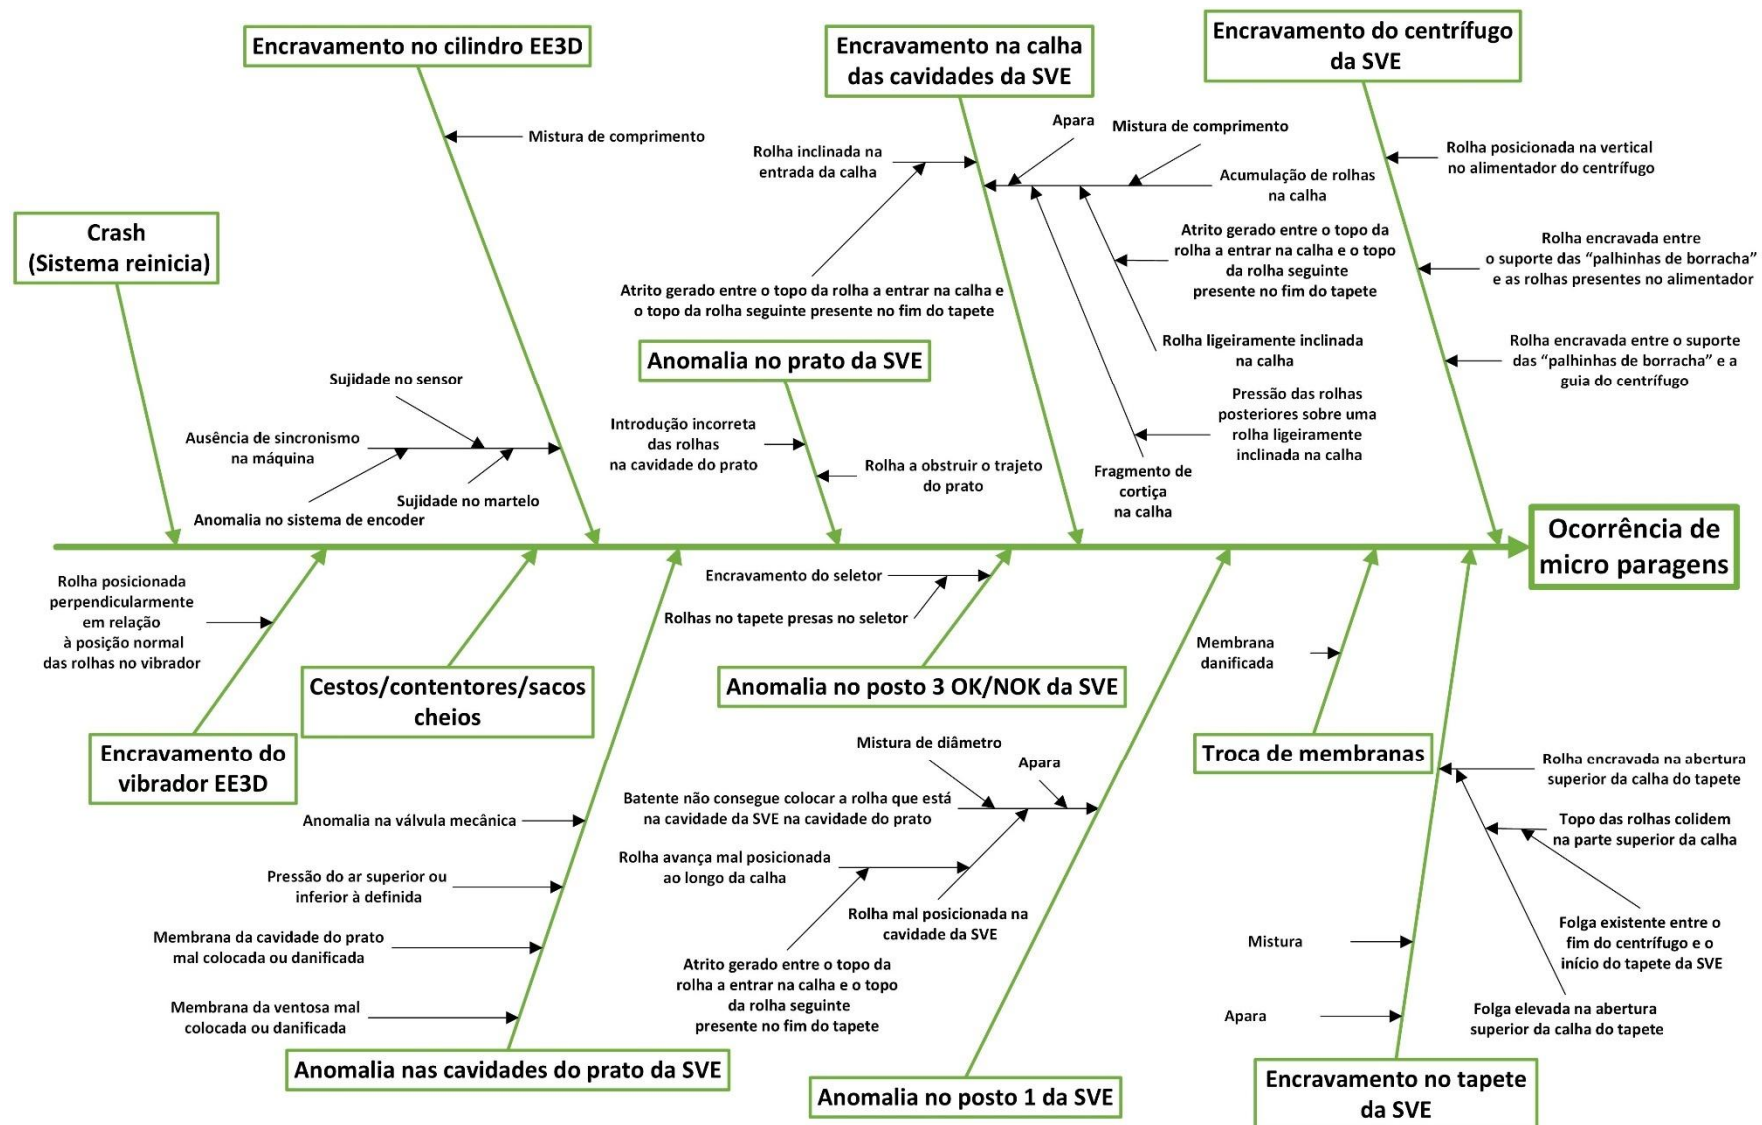 Encravamento no cilindro EE3D
Encravamento na calha
das cavidades da SVE
Encravamento do centrífugo
da SVE
Mistura de comprimento
Apara
Mistura de comprimento
Rolha inclinada na
entrada da calha
Acumulação de rolhas
na calha
Rolha posicionada na vertical
no alimentador do centrífugo
Crash
(Sistema reinicia)
Atrito gerado entre o topo da
rolha a entrar na calha e o topo
da rolha seguinte
presente no fim do tapete
Rolha encravada entre
o suporte das “palhinhas de borracha”
e as rolhas presentes no alimentador
Atrito gerado entre o topo da rolha a entrar na calha e
o topo da rolha seguinte presente no fim do tapete
Rolha ligeiramente inclinada
na calha
Rolha encravada entre o suporte
das “palhinhas de borracha” e a
guia do centrífugo
Anomalia no prato da SVE
Sujidade no sensor
Ausência de sincronismo
na máquina
Sujidade no martelo
Anomalia no sistema de encoder
Introdução incorreta
das rolhas
na cavidade do prato
Rolha a obstruir o trajeto
do prato
Pressão das rolhas
posteriores sobre uma
rolha ligeiramente
inclinada na calha
Fragmento de
cortiça
na calha
Ocorrência de
micro paragens
Rolha posicionada
perpendicularmente
em relação
à posição normal
das rolhas no vibrador
Encravamento do seletor
Rolhas no tapete presas no seletor
Membrana
danificada
Cestos/contentores/sacos
cheios
Anomalia no posto 3 OK/NOK da SVE
Encravamento do
vibrador EE3D
Troca de membranas
Mistura de diâmetro
Apara
Batente não consegue colocar a rolha que está
na cavidade da SVE na cavidade do prato
Rolha encravada na abertura
superior da calha do tapete
Anomalia na válvula mecânica
Topo das rolhas colidem
na parte superior da calha
Rolha avança mal posicionada
ao longo da calha
Pressão do ar superior ou
inferior à definida
Rolha mal posicionada na
cavidade da SVE
Folga existente entre o
fim do centrífugo e o
início do tapete da SVE
Membrana da cavidade do prato
mal colocada ou danificada
Mistura
Atrito gerado entre o topo da
rolha a entrar na calha e o topo
da rolha seguinte
presente no fim do tapete
Membrana da ventosa mal
colocada ou danificada
Apara
Folga elevada na abertura
superior da calha do tapete
Anomalia nas cavidades do prato da SVE
Anomalia no posto 1 da SVE
Encravamento no tapete
da SVE